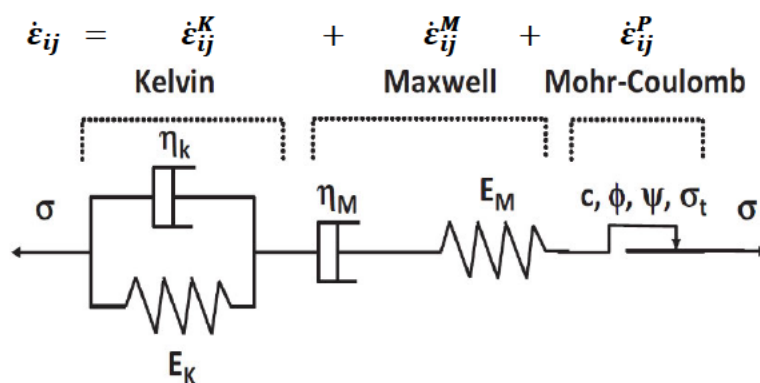 ε̇ij = ε̇ij^K + ε̇ij^M + ε̇ij^P
Kelvin Maxwell Mohr-Coulomb
ηk
ηM EM c, ϕ, ψ, σt
σ σ
EK